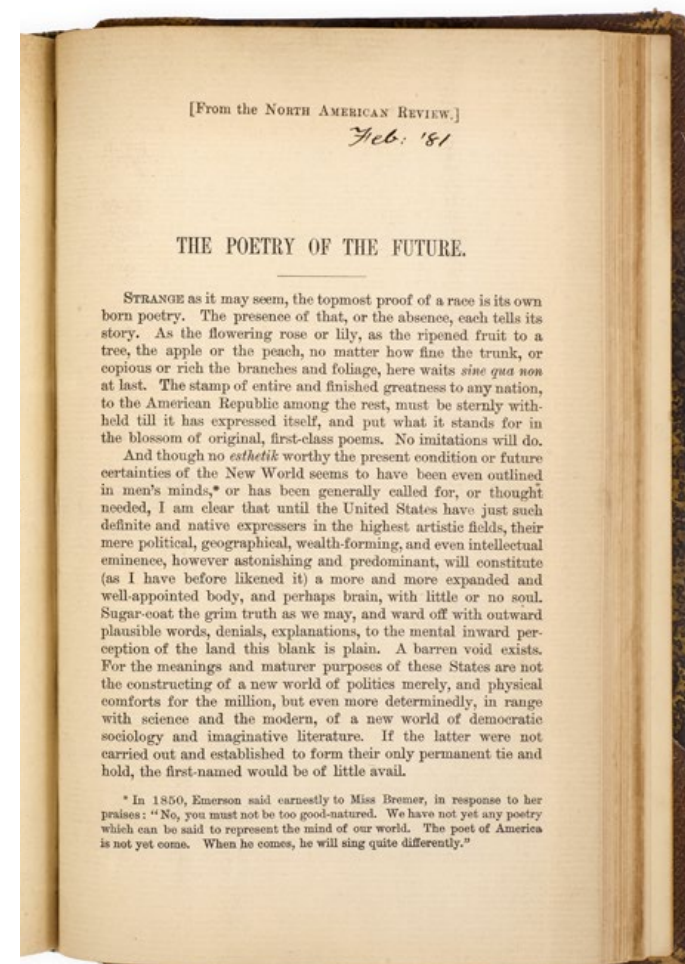 [From the NORTH AMERICAN REVIEW.]
Feb: '81
THE POETRY OF THE FUTURE.
STRANGE as it may seem, the topmost proof of a race is its own
born poetry. The presence of that, or the absence, each tells its
story. As the flowering rose or lily, as the ripened fruit to a
tree, the apple or the peach, no matter how fine the trunk, or
copious or rich the branches and foliage, here waits sine qua non
at last. The stamp of entire and finished greatness to any nation,
to the American Republic among the rest, must be sternly with-
held till it has expressed itself, and put what it stands for in
the blossom of original, first-class poems. No imitations will do.
And though no esthetik worthy the present condition or future
certainties of the New World seems to have been even outlined
in men's minds,* or has been generally called for, or thought
needed, I am clear that until the United States have just such
definite and native expressers in the highest artistic fields, their
mere political, geographical, wealth-forming, and even intellectual
eminence, however astonishing and predominant, will constitute
(as I have before likened it) a more and more expanded and
well-appointed body, and perhaps brain, with little or no soul.
Sugar-coat the grim truth as we may, and ward off with outward
plausible words, denials, explanations, to the mental inward per-
ception of the land this blank is plain. A barren void exists.
For the meanings and maturer purposes of these States are not
the constructing of a new world of politics merely, and physical
comforts for the million, but even more determinedly, in range
with science and the modern, of a new world of democratic
sociology and imaginative literature. If the latter were not
carried out and established to form their only permanent tie and
hold, the first-named would be of little avail.
* In 1850, Emerson said earnestly to Miss Bremer, in response to her
praises: "No, you must not be too good-natured. We have not yet any poetry
which can be said to represent the mind of our world. The poet of America
is not yet come. When he comes, he will sing quite differently."